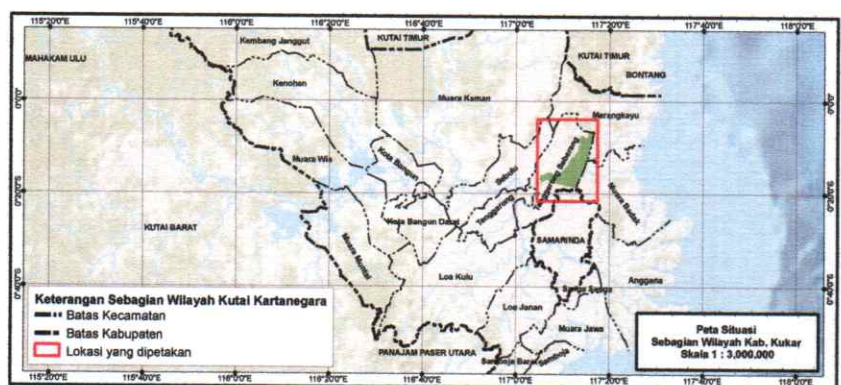 115°20'0"E 115°40'0"E 116°0'0"E 116°20'0"E 116°40'0"E 117°0'0"E 117°20'0"E 117°40'0"E 118°0'0"E
Kembang Janggut
KUTAI TIMUR
KUTAI TIMUR
MAHAKAM ULU
BONTANG
Kenohan
Muara Kaman
0°0'0"
0°0'0"
Marangkayu
Muara Wis
Kota Bangun
Sebulu
0°20'0"S
0°20'0"S
Muara Badak
Kota Bangun Darat
Tenggarong
KUTAI BARAT
Muara Muntai
SAMARINDA
Loa Kulu
Anggana
0°40'0"S
0°40'0"S
Sanga Sanga
Loa Janan
Muara Jawa
Keterangan Sebagian Wilayah Kutai Kartanegara
Batas Kecamatan
Batas Kabupaten
Lokasi yang dipetakan
PANAJAM PASER UTARA
Samboja Barat
Samboja
Peta Situasi
Sebagian Wilayah Kab. Kukar
Skala 1 : 3,000.000
115°20'0"E 115°40'0"E 116°0'0"E 116°20'0"E 116°40'0"E 117°0'0"E 117°20'0"E 117°40'0"E 118°0'0"E